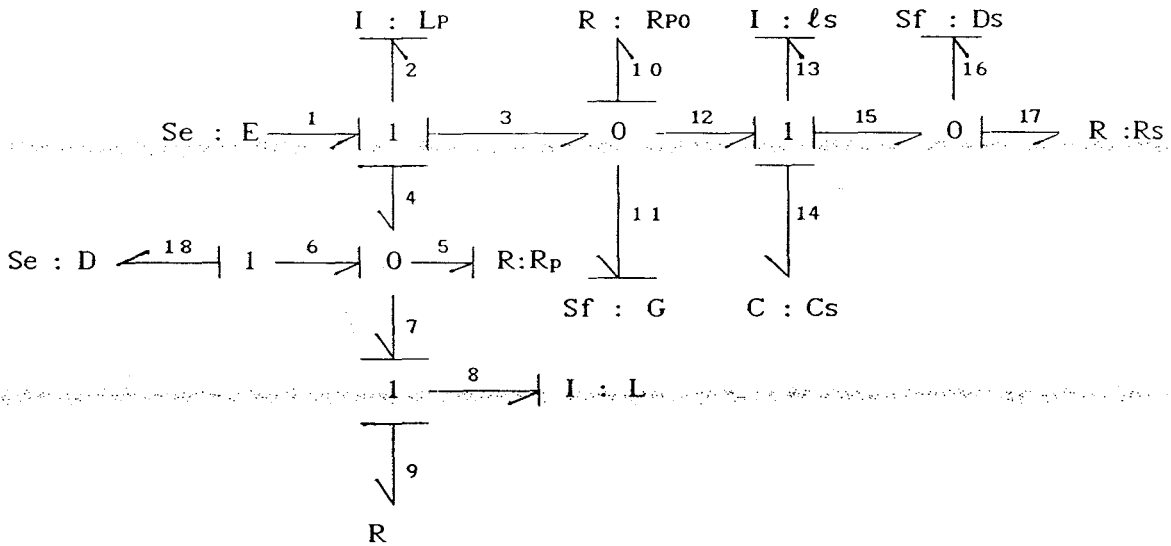 I : Lp R : Rpo I : ℓs Sf : Ds
2 10 13 16
Se : E 1 1 3 0 12 1 15 0 17 R :Rs
4 11 14
Se : D 18 1 6 0 5 R:Rp
Sf : G C : Cs
7
1 8 I : L
9
R